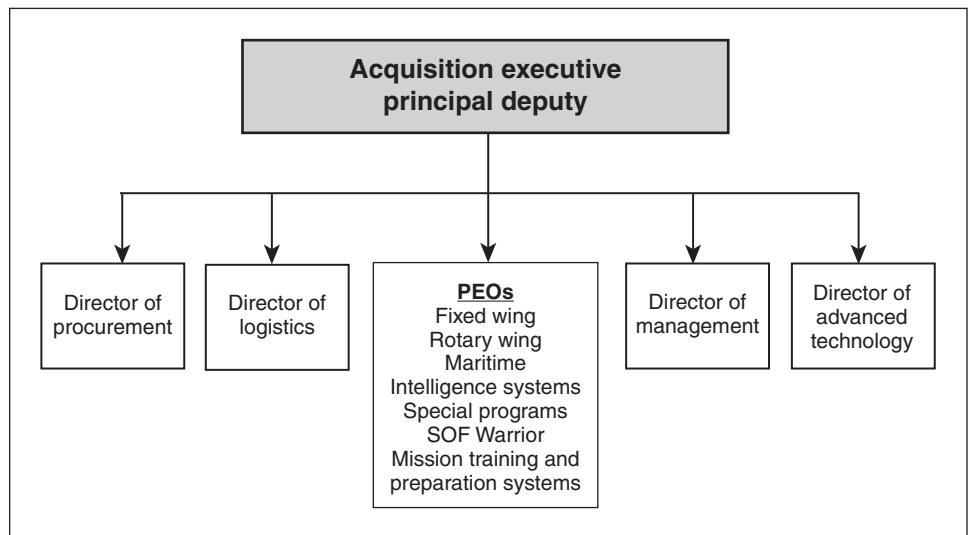 Acquisition executive
principal deputy
Director of
procurement
Director of
logistics
PEOs
Fixed wing
Rotary wing
Maritime
Intelligence systems
Special programs
SOF Warrior
Mission training and
preparation systems
Director of
management
Director of
advanced
technology